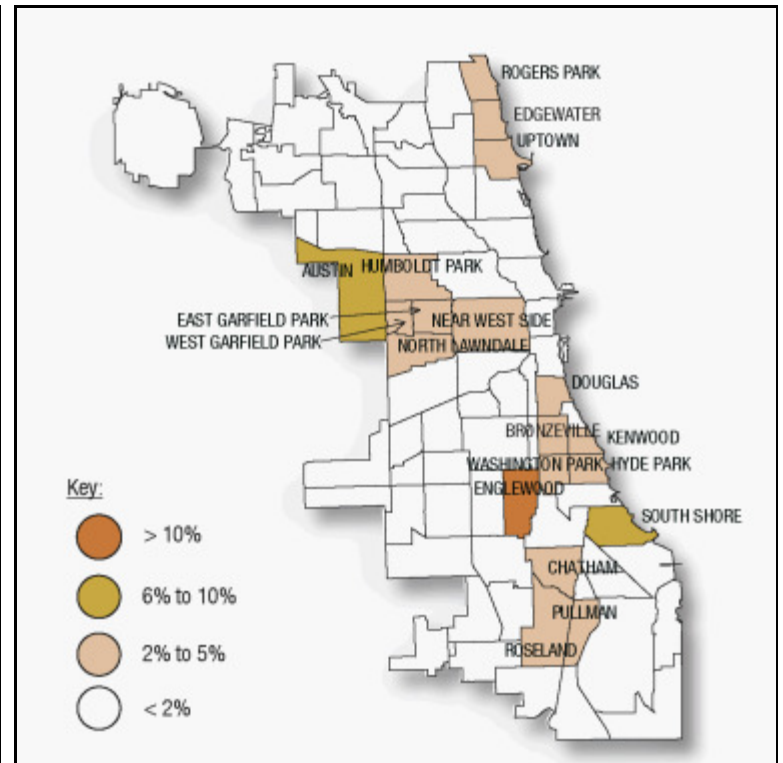 ROGERS PARK
EDGEWATER
UPTOWN
AUSTIN
HUMBOLDT PARK
EAST GARFIELD PARK
NEAR WEST SIDE
WEST GARFIELD PARK
NORTH LAWNDALE
DOUGLAS
BRONZEVILLE
KENWOOD
WASHINGTON PARK
HYDE PARK
ENGLEWOOD
SOUTH SHORE
CHATHAM
PULLMAN
ROSELAND
Key:
> 10%
6% to 10%
2% to 5%
< 2%